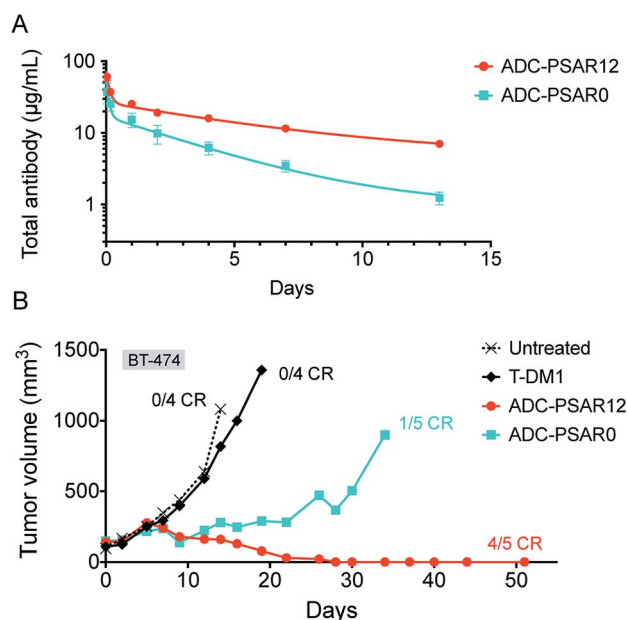 A
Total antibody (µg/mL)
100
10
1
0
5
10
15
Days
ADC-PSAR12
ADC-PSAR0
B
Tumor volume (mm³)
1500
1000
500
0
BT-474
0/4 CR
0/4 CR
1/5 CR
4/5 CR
0
10
20
30
40
50
Days
Untreated
T-DM1
ADC-PSAR12
ADC-PSAR0